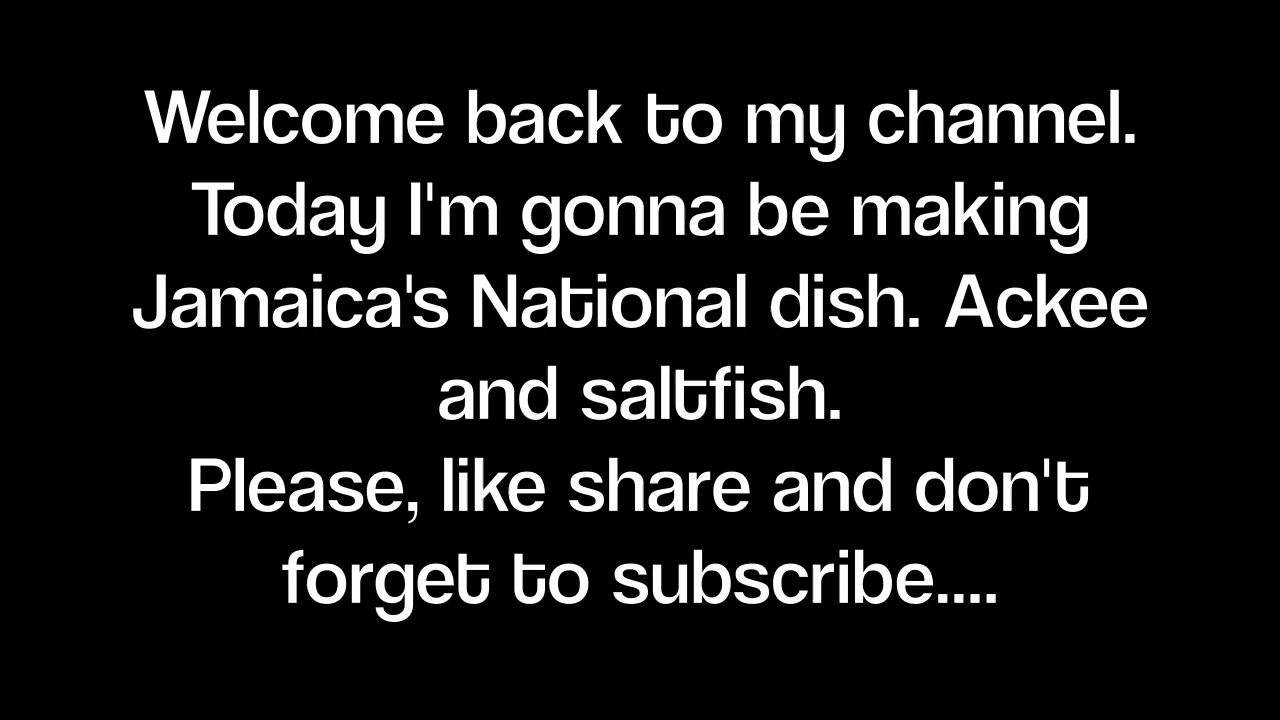 Welcome back to my channel.
Today I'm gonna be making
Jamaica's National dish. Ackee
and saltfish.
Please, like share and don't
forget to subscribe....